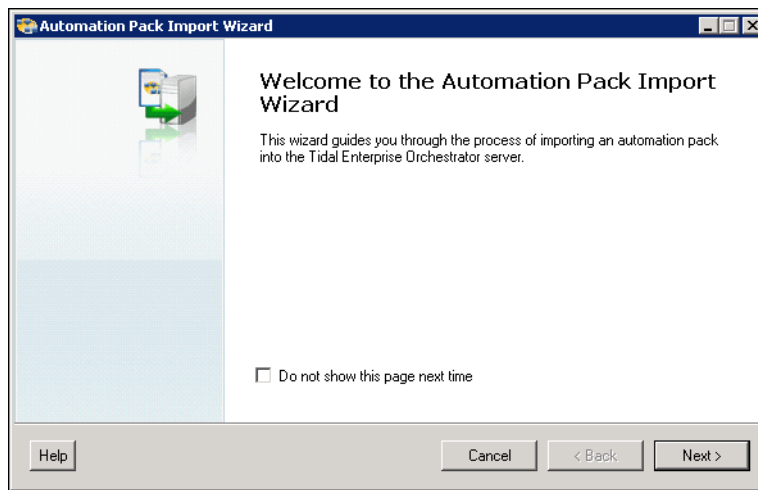 Automation Pack Import Wizard
Welcome to the Automation Pack Import
Wizard
This wizard guides you through the process of importing an automation pack
into the Tidal Enterprise Orchestrator server.
Do not show this page next time
Help Cancel < Back Next >